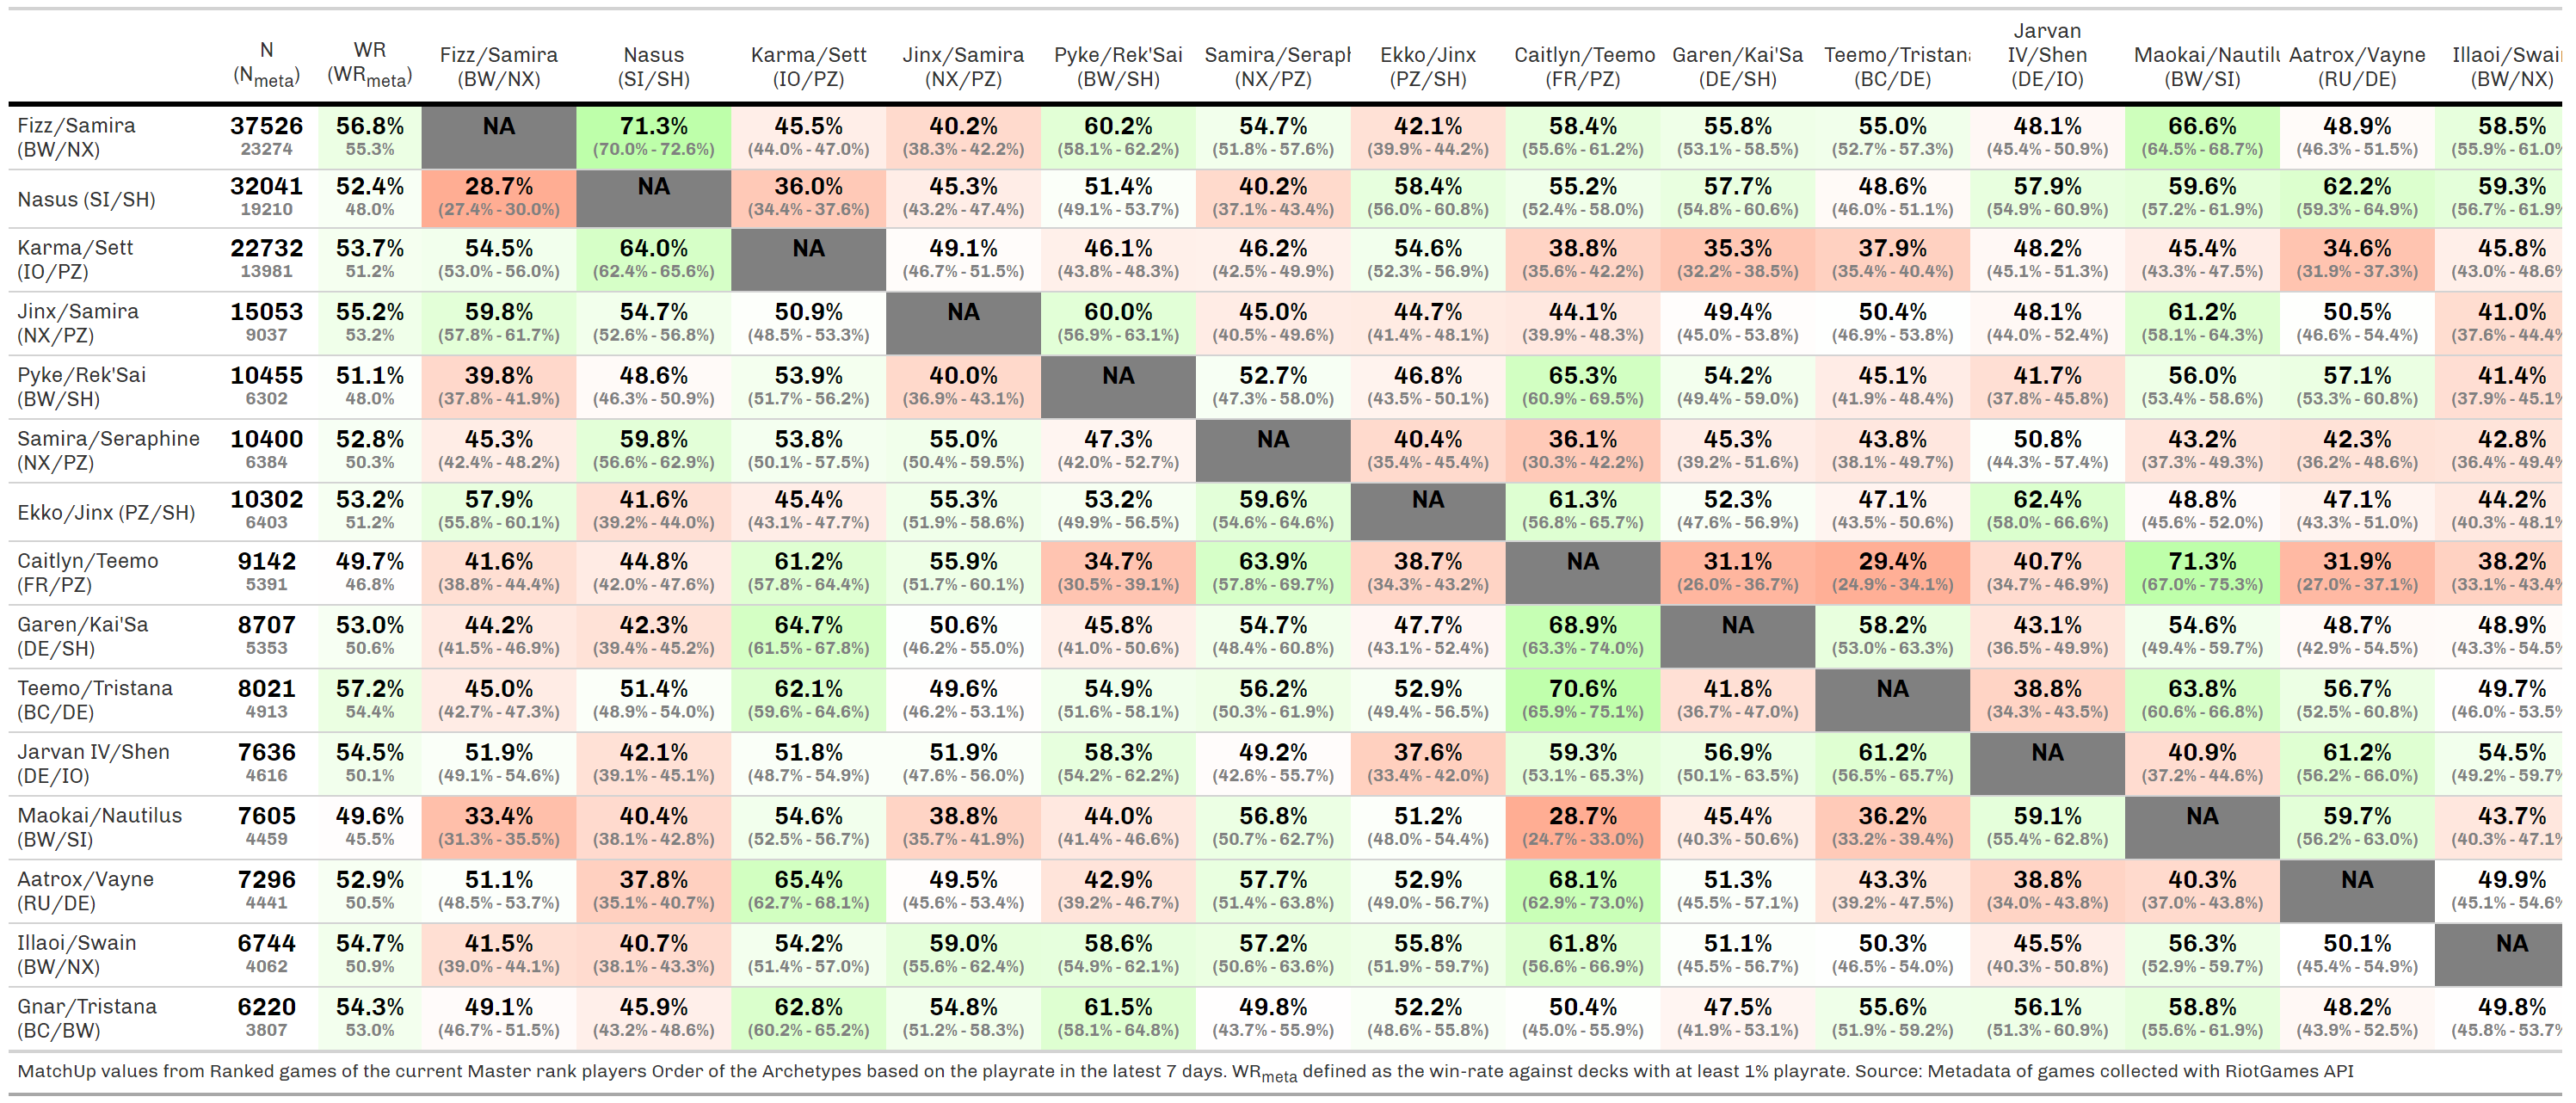 N WR Fizz/Samira Nasus Karma/Sett Jinx/Samira Pyke/Rek'Sai Samira/Seraph Ekko/Jinx Caitlyn/Teemo Garen/Kai'Sa Teemo/Tristana Jarvan IV/Shen Maokai/Nautilu Aatrox/Vayne Illaoi/Swain
(Nmeta) (WRmeta) (BW/NX) (SI/SH) (IO/PZ) (NX/PZ) (BW/SH) (NX/PZ) (PZ/SH) (FR/PZ) (DE/SH) (BC/DE) (DE/IO) (BW/SI) (RU/DE) (BW/NX)
Fizz/Samira 37526 56.8% NA 71.3% 45.5% 40.2% 60.2% 54.7% 42.1% 58.4% 55.8% 55.0% 48.1% 66.6% 48.9% 58.5%
(BW/NX) 23274 55.3% (70.0% - 72.6%) (44.0% - 47.0%) (38.3% - 42.2%) (58.1% - 62.2%) (51.8% - 57.6%) (39.9% - 44.2%) (55.6% - 61.2%) (53.1% - 58.5%) (52.7% - 57.3%) (45.4% - 50.9%) (64.5% - 68.7%) (46.3% - 51.5%) (55.9% - 61.0%
Nasus (SI/SH) 32041 52.4% 28.7% NA 36.0% 45.3% 51.4% 40.2% 58.4% 55.2% 57.7% 48.6% 57.9% 59.6% 62.2% 59.3%
19210 48.0% (27.4% - 30.0%) (34.4% - 37.6%) (43.2% - 47.4%) (49.1% - 53.7%) (37.1% - 43.4%) (56.0% - 60.8%) (52.4% - 58.0%) (54.8% - 60.6%) (46.0% - 51.1%) (54.9% - 60.9%) (57.2% - 61.9%) (59.3% - 64.9%) (56.7% - 61.9%
Karma/Sett 22732 53.7% 54.5% 64.0% NA 49.1% 46.1% 46.2% 54.6% 38.8% 35.3% 37.9% 48.2% 45.4% 34.6% 45.8%
(IO/PZ) 13981 51.2% (53.0% - 56.0%) (62.4% - 65.6%) (46.7% - 51.5%) (43.8% - 48.3%) (42.5% - 49.9%) (52.3% - 56.9%) (35.6% - 42.2%) (32.2% - 38.5%) (35.4% - 40.4%) (45.1% - 51.3%) (43.3% - 47.5%) (31.9% - 37.3%) (43.0% - 48.6%
Jinx/Samira 15053 55.2% 59.8% 54.7% 50.9% NA 60.0% 45.0% 44.7% 44.1% 49.4% 50.4% 48.1% 61.2% 50.5% 41.0%
(NX/PZ) 9037 53.2% (57.8% - 61.7%) (52.6% - 56.8%) (48.5% - 53.3%) (56.9% - 63.1%) (40.5% - 49.6%) (41.4% - 48.1%) (39.9% - 48.3%) (45.0% - 53.8%) (46.9% - 53.8%) (44.0% - 52.4%) (58.1% - 64.3%) (46.6% - 54.4%) (37.6% - 44.4%
Pyke/Rek'Sai 10455 51.1% 39.8% 48.6% 53.9% 40.0% NA 52.7% 46.8% 65.3% 54.2% 45.1% 41.7% 56.0% 57.1% 41.4%
(BW/SH) 6302 48.0% (37.8% - 41.9%) (46.3% - 50.9%) (51.7% - 56.2%) (36.9% - 43.1%) (47.3% - 58.0%) (43.5% - 50.1%) (60.9% - 69.5%) (49.4% - 59.0%) (41.9% - 48.4%) (37.8% - 45.8%) (53.4% - 58.6%) (53.3% - 60.8%) (37.9% - 45.1%
Samira/Seraphine 10400 52.8% 45.3% 59.8% 53.8% 55.0% 47.3% NA 40.4% 36.1% 45.3% 43.8% 50.8% 43.2% 42.3% 42.8%
(NX/PZ) 6384 50.3% (42.4% - 48.2%) (56.6% - 62.9%) (50.1% - 57.5%) (50.4% - 59.5%) (42.0% - 52.7%) (35.4% - 45.4%) (30.3% - 42.2%) (39.2% - 51.6%) (38.1% - 49.7%) (44.3% - 57.4%) (37.3% - 49.3%) (36.2% - 48.6%) (36.4% - 49.4%
Ekko/Jinx (PZ/SH) 10302 53.2% 57.9% 41.6% 45.4% 55.3% 53.2% 59.6% NA 61.3% 52.3% 47.1% 62.4% 48.8% 47.1% 44.2%
6403 51.2% (55.8% - 60.1%) (39.2% - 44.0%) (43.1% - 47.7%) (51.9% - 58.6%) (49.9% - 56.5%) (54.6% - 64.6%) (56.8% - 65.7%) (47.6% - 56.9%) (43.5% - 50.6%) (58.0% - 66.6%) (45.6% - 52.0%) (43.3% - 51.0%) (40.3% - 48.1%
Caitlyn/Teemo 9142 49.7% 41.6% 44.8% 61.2% 55.9% 34.7% 63.9% 38.7% NA 31.1% 29.4% 40.7% 71.3% 31.9% 38.2%
(FR/PZ) 5391 46.8% (38.8% - 44.4%) (42.0% - 47.6%) (57.8% - 64.4%) (51.7% - 60.1%) (30.5% - 39.1%) (57.8% - 69.7%) (34.3% - 43.2%) (26.0% - 36.7%) (24.9% - 34.1%) (34.7% - 46.9%) (67.0% - 75.3%) (27.0% - 37.1%) (33.1% - 43.4%
Garen/Kai'Sa 8707 53.0% 44.2% 42.3% 64.7% 50.6% 45.8% 54.7% 47.7% 68.9% NA 58.2% 43.1% 54.6% 48.7% 48.9%
(DE/SH) 5353 50.6% (41.5% - 46.9%) (39.4% - 45.2%) (61.5% - 67.8%) (46.2% - 55.0%) (41.0% - 50.6%) (48.4% - 60.8%) (43.1% - 52.4%) (63.3% - 74.0%) (53.0% - 63.3%) (36.5% - 49.9%) (49.4% - 59.7%) (42.9% - 54.5%) (43.3% - 54.5%
Teemo/Tristana 8021 57.2% 45.0% 51.4% 62.1% 49.6% 54.9% 56.2% 52.9% 70.6% 41.8% NA 38.8% 63.8% 56.7% 49.7%
(BC/DE) 4913 54.4% (42.7% - 47.3%) (48.9% - 54.0%) (59.6% - 64.6%) (46.2% - 53.1%) (51.6% - 58.1%) (50.3% - 61.9%) (49.4% - 56.5%) (65.9% - 75.1%) (36.7% - 47.0%) (34.3% - 43.5%) (60.6% - 66.8%) (52.5% - 60.8%) (46.0% - 53.5%
Jarvan IV/Shen 7636 54.5% 51.9% 42.1% 51.8% 51.9% 58.3% 49.2% 37.6% 59.3% 56.9% 61.2% NA 40.9% 61.2% 54.5%
(DE/IO) 4616 50.1% (49.1% - 54.6%) (39.1% - 45.1%) (48.7% - 54.9%) (47.6% - 56.0%) (54.2% - 62.2%) (42.6% - 55.7%) (33.4% - 42.0%) (53.1% - 65.3%) (50.1% - 63.5%) (56.5% - 65.7%) (37.2% - 44.6%) (56.2% - 66.0%) (49.2% - 59.7%
Maokai/Nautilus 7605 49.6% 33.4% 40.4% 54.6% 38.8% 44.0% 56.8% 51.2% 28.7% 45.4% 36.2% 59.1% NA 59.7% 43.7%
(BW/SI) 4459 45.5% (31.3% - 35.5%) (38.1% - 42.8%) (52.5% - 56.7%) (35.7% - 41.9%) (41.4% - 46.6%) (50.7% - 62.7%) (48.0% - 54.4%) (24.7% - 33.0%) (40.3% - 50.6%) (33.2% - 39.4%) (55.4% - 62.8%) (56.2% - 63.0%) (40.3% - 47.1%
Aatrox/Vayne 7296 52.9% 51.1% 37.8% 65.4% 49.5% 42.9% 57.7% 52.9% 68.1% 51.3% 43.3% 38.8% 40.3% NA 49.9%
(RU/DE) 4441 50.5% (48.5% - 53.7%) (35.1% - 40.7%) (62.7% - 68.1%) (45.6% - 53.4%) (39.2% - 46.7%) (51.4% - 63.8%) (49.0% - 56.7%) (62.9% - 73.0%) (45.5% - 57.1%) (39.2% - 47.5%) (34.0% - 43.8%) (37.0% - 43.8%) (45.1% - 54.6%
Illaoi/Swain 6744 54.7% 41.5% 40.7% 54.2% 59.0% 58.6% 57.2% 55.8% 61.8% 51.1% 50.3% 45.5% 56.3% 50.1% NA
(BW/NX) 4062 50.9% (39.0% - 44.1%) (38.1% - 43.3%) (51.4% - 57.0%) (55.6% - 62.4%) (54.9% - 62.1%) (50.6% - 63.6%) (51.9% - 59.7%) (56.6% - 66.9%) (45.5% - 56.7%) (46.5% - 54.0%) (40.3% - 50.8%) (52.9% - 59.7%) (45.4% - 54.9%)
Gnar/Tristana 6220 54.3% 49.1% 45.9% 62.8% 54.8% 61.5% 49.8% 52.2% 50.4% 47.5% 55.6% 56.1% 58.8% 48.2% 49.8%
(BC/BW) 3807 53.0% (46.7% - 51.5%) (43.2% - 48.6%) (60.2% - 65.2%) (51.2% - 58.3%) (58.1% - 64.8%) (43.7% - 55.9%) (48.6% - 55.8%) (45.0% - 55.9%) (41.9% - 53.1%) (51.9% - 59.2%) (51.3% - 60.9%) (55.6% - 61.9%) (43.9% - 52.5%) (45.8% - 53.7%
MatchUp values from Ranked games of the current Master rank players Order of the Archetypes based on the playrate in the latest 7 days. WRmeta defined as the win-rate against decks with at least 1% playrate. Source: Metadata of games collected with RiotGames API